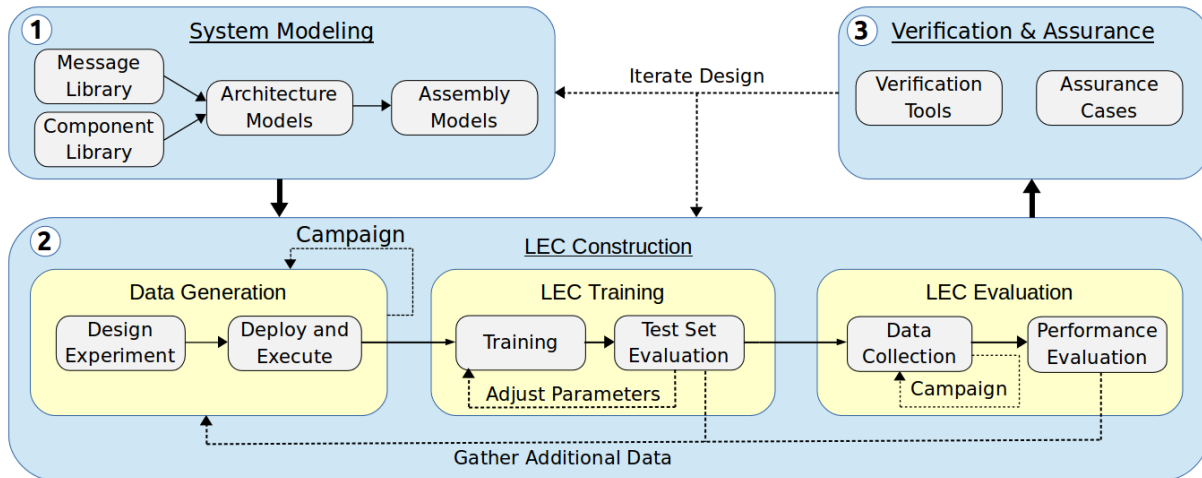 1
System Modeling
Message
Library
Component
Library
Architecture
Models
Assembly
Models
Iterate Design
3
Verification & Assurance
Verification
Tools
Assurance
Cases
2
LEC Construction
Campaign
Data Generation
Design
Experiment
Deploy and
Execute
LEC Training
Training
Test Set
Evaluation
Adjust Parameters
LEC Evaluation
Data
Collection
Performance
Evaluation
Campaign
Gather Additional Data